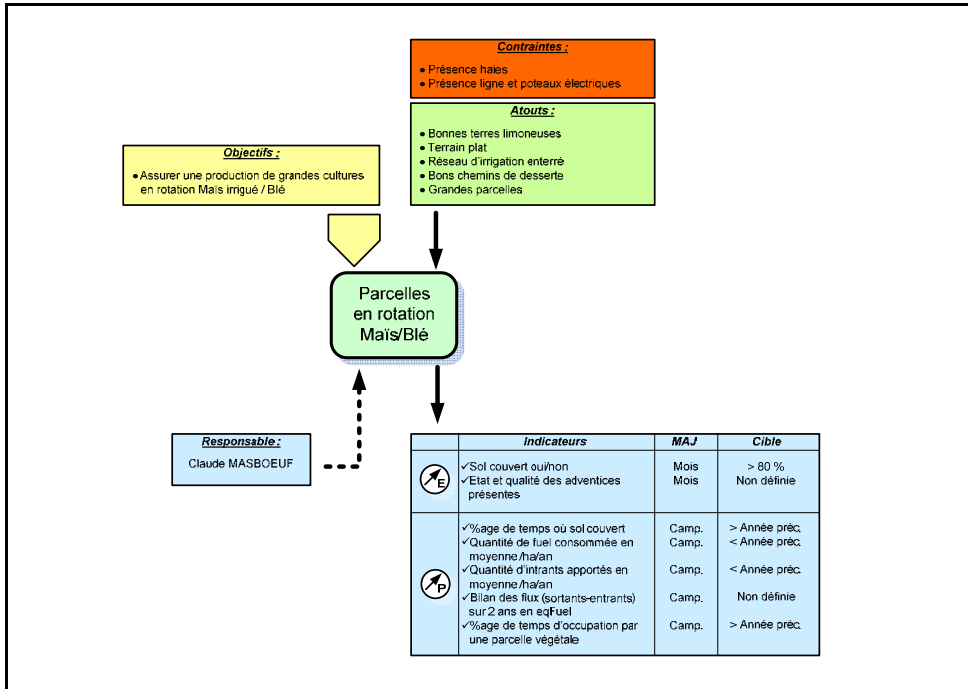 Contraintes :
• Présence haies
• Présence ligne et poteaux électriques
Atouts :
• Bonnes terres limoneuses
• Terrain plat
• Réseau d'irrigation enterré
• Bons chemins de desserte
• Grandes parcelles
Objectifs :
• Assurer une production de grandes cultures
en rotation Maïs irrigué / Blé
Parcelles
en rotation
Maïs/Blé
Responsable :
Claude MASBOEUF
Indicateurs MAJ Cible
E
✓Sol couvert oui/non Mois > 80 %
✓Etat et qualité des adventices Mois Non définie
présentes
P
✓%age de temps où sol couvert Camp. > Année préc.
✓Quantité de fuel consommée en Camp. < Année préc.
moyenne/ha/an
✓Quantité d'intrants apportés en Camp. < Année préc.
moyenne/ha/an
✓Bilan des flux (sortants-entrants) Camp. Non définie
sur 2 ans en eqFuel
✓%age de temps d'occupation par Camp. > Année préc.
une parcelle végétale